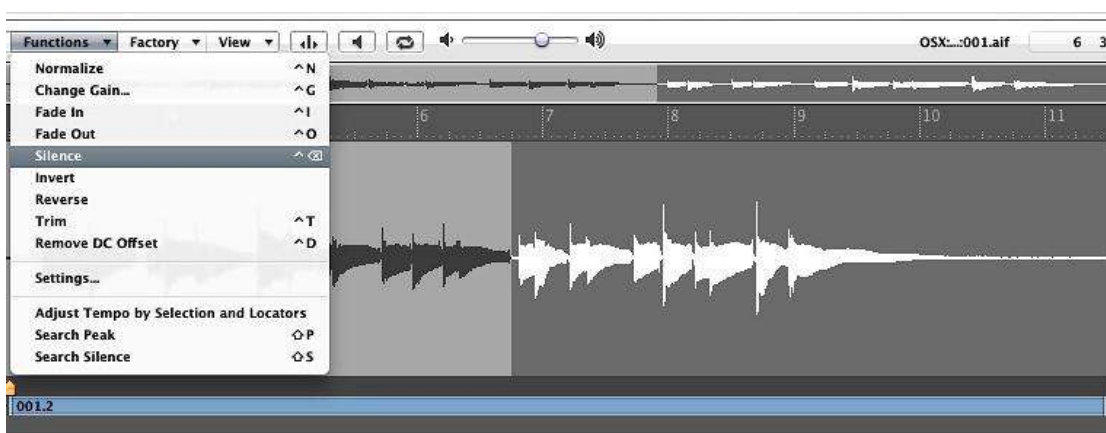 Functions ▼ Factory ▼ View ▼ OSX:...:001.aif 6 3
Normalize ^N
Change Gain... ^G
Fade In ^I
Fade Out ^O
Silence ^⌫
Invert
Reverse
Trim ^T
Remove DC Offset ^D
Settings...
Adjust Tempo by Selection and Locators
Search Peak ⇧P
Search Silence ⇧S
6 7 8 9 10 11
001.2